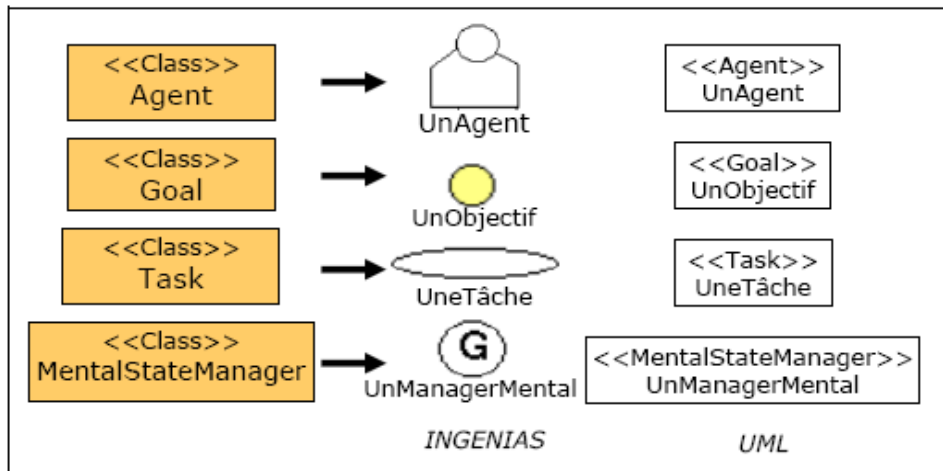 <<Class>>
Agent
UnAgent
<<Agent>>
UnAgent
<<Class>>
Goal
UnObjectif
<<Goal>>
UnObjectif
<<Class>>
Task
UneTâche
<<Task>>
UneTâche
<<Class>>
MentalStateManager
G
UnManagerMental
<<MentalStateManager>>
UnManagerMental
INGENIAS
UML